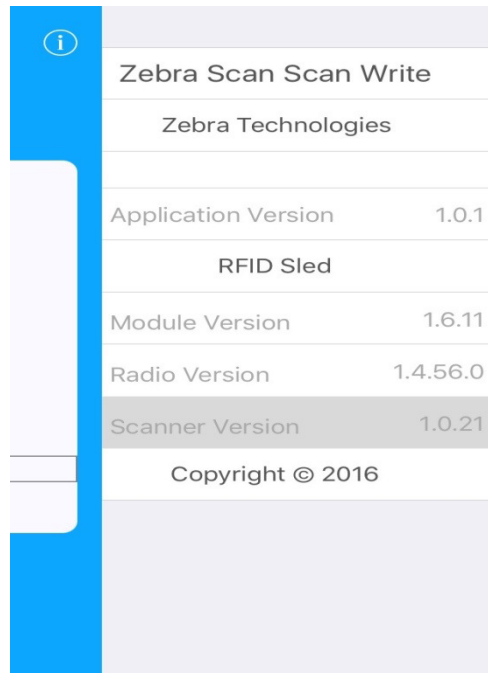 Zebra Scan Scan Write
Zebra Technologies
Application Version 1.0.1
RFID Sled
Module Version 1.6.11
Radio Version 1.4.56.0
Scanner Version 1.0.21
Copyright © 2016